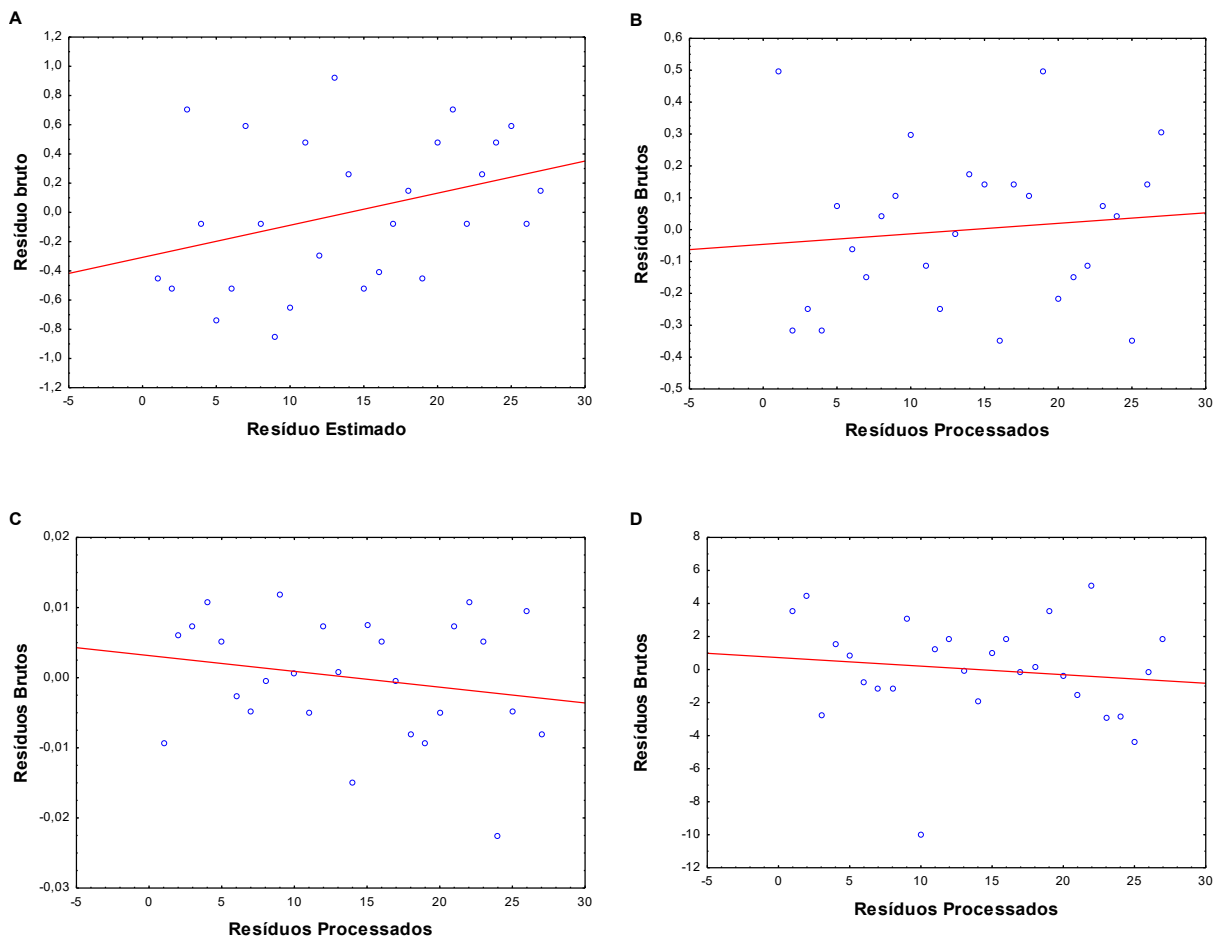 A
1,2
1,0
0,8
0,6
0,4
0,2
0,0
-0,2
-0,4
-0,6
-0,8
-1,0
-1,2
Resíduo bruto
-5 0 5 10 15 20 25 30
Resíduo Estimado
B
0,6
0,5
0,4
0,3
0,2
0,1
0,0
-0,1
-0,2
-0,3
-0,4
-0,5
Resíduos Brutos
-5 0 5 10 15 20 25 30
Resíduos Processados
C
0,02
0,01
0,00
-0,01
-0,02
-0,03
Resíduos Brutos
-5 0 5 10 15 20 25 30
Resíduos Processados
D
8
6
4
2
0
-2
-4
-6
-8
-10
-12
Resíduos Brutos
-5 0 5 10 15 20 25 30
Resíduos Processados